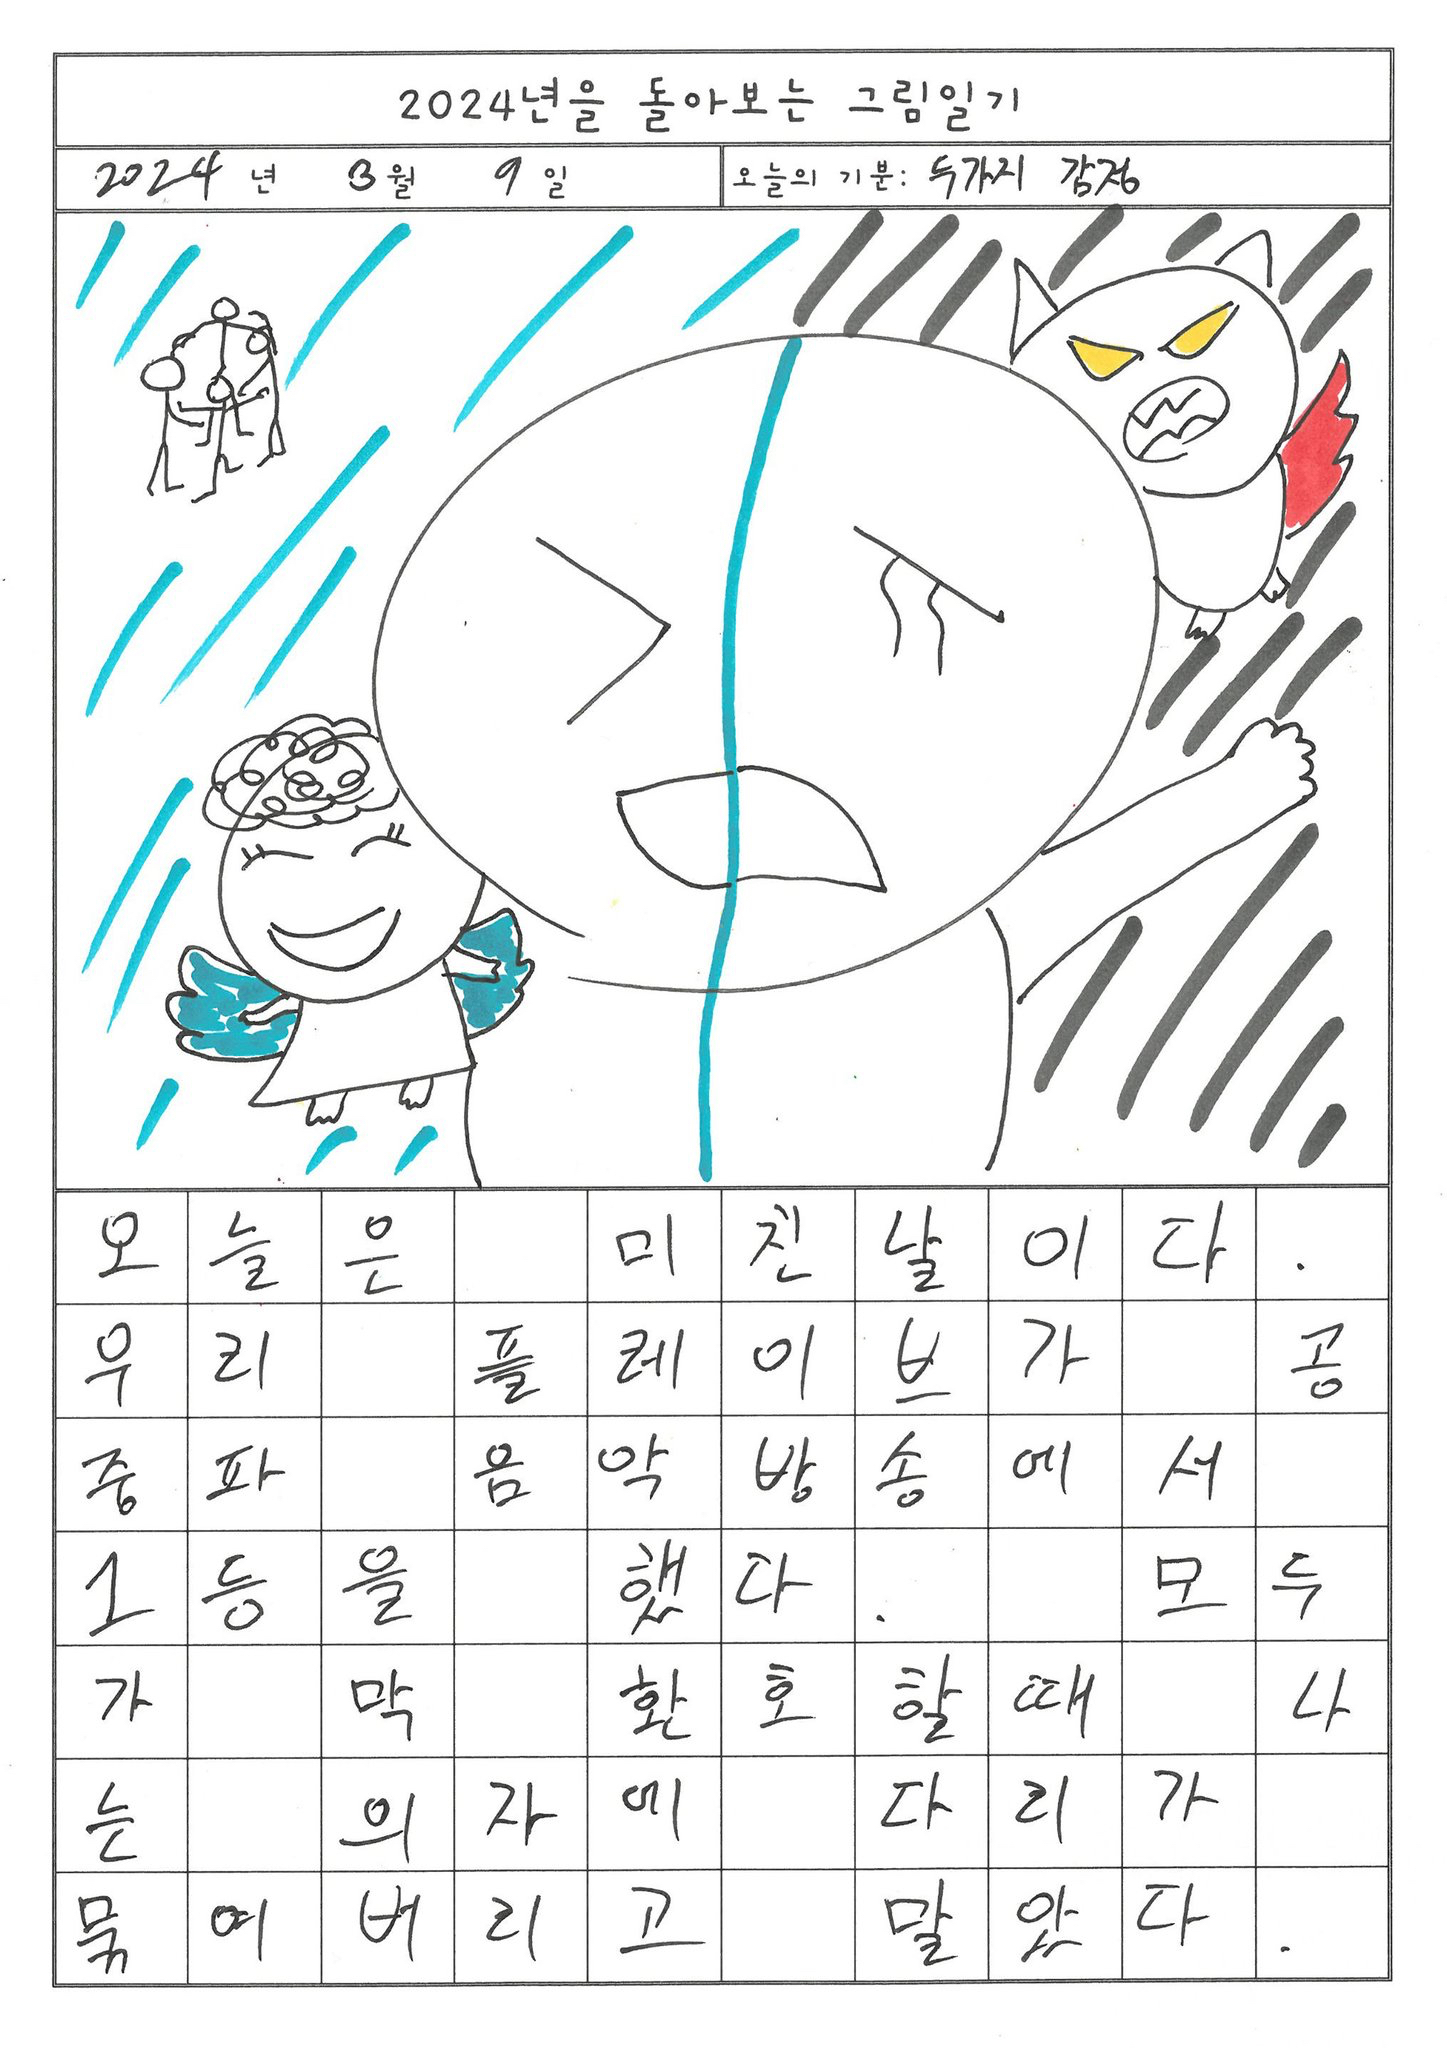 2024년을 돌아보는 그림일기
2024 년 3월 9 일 오늘의 기분: 두가지 감정
오늘은 미친날이다.
우리 플레이브가 공
중파 음악방송에서
1등을 했다. 모두
가 막 환호할때 나
는 의자에 다리가
묶여버리고 말았다.